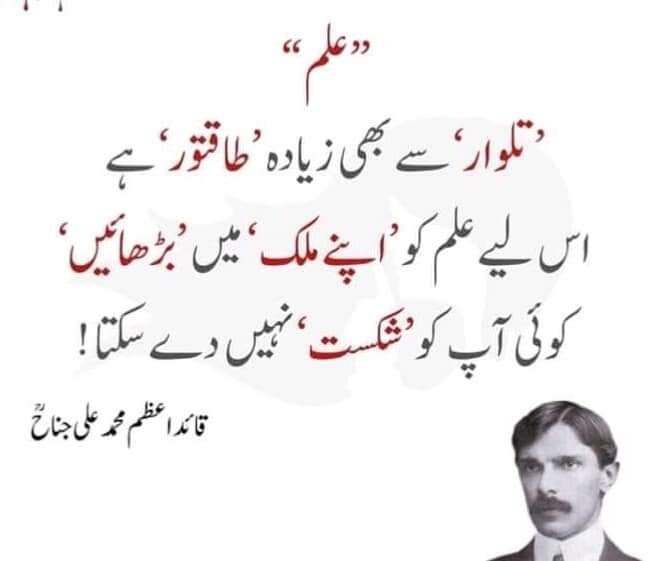 ”علم“
’تلوار‘ سے بھی زیادہ ’طاقتور‘ ہے
اس لیے علم کو ’اپنے ملک‘ میں ’بڑھائیں‘
کوئی آپ کو ’شکست‘ نہیں دے سکتا!
قائداعظم محمد علی جناحؒ